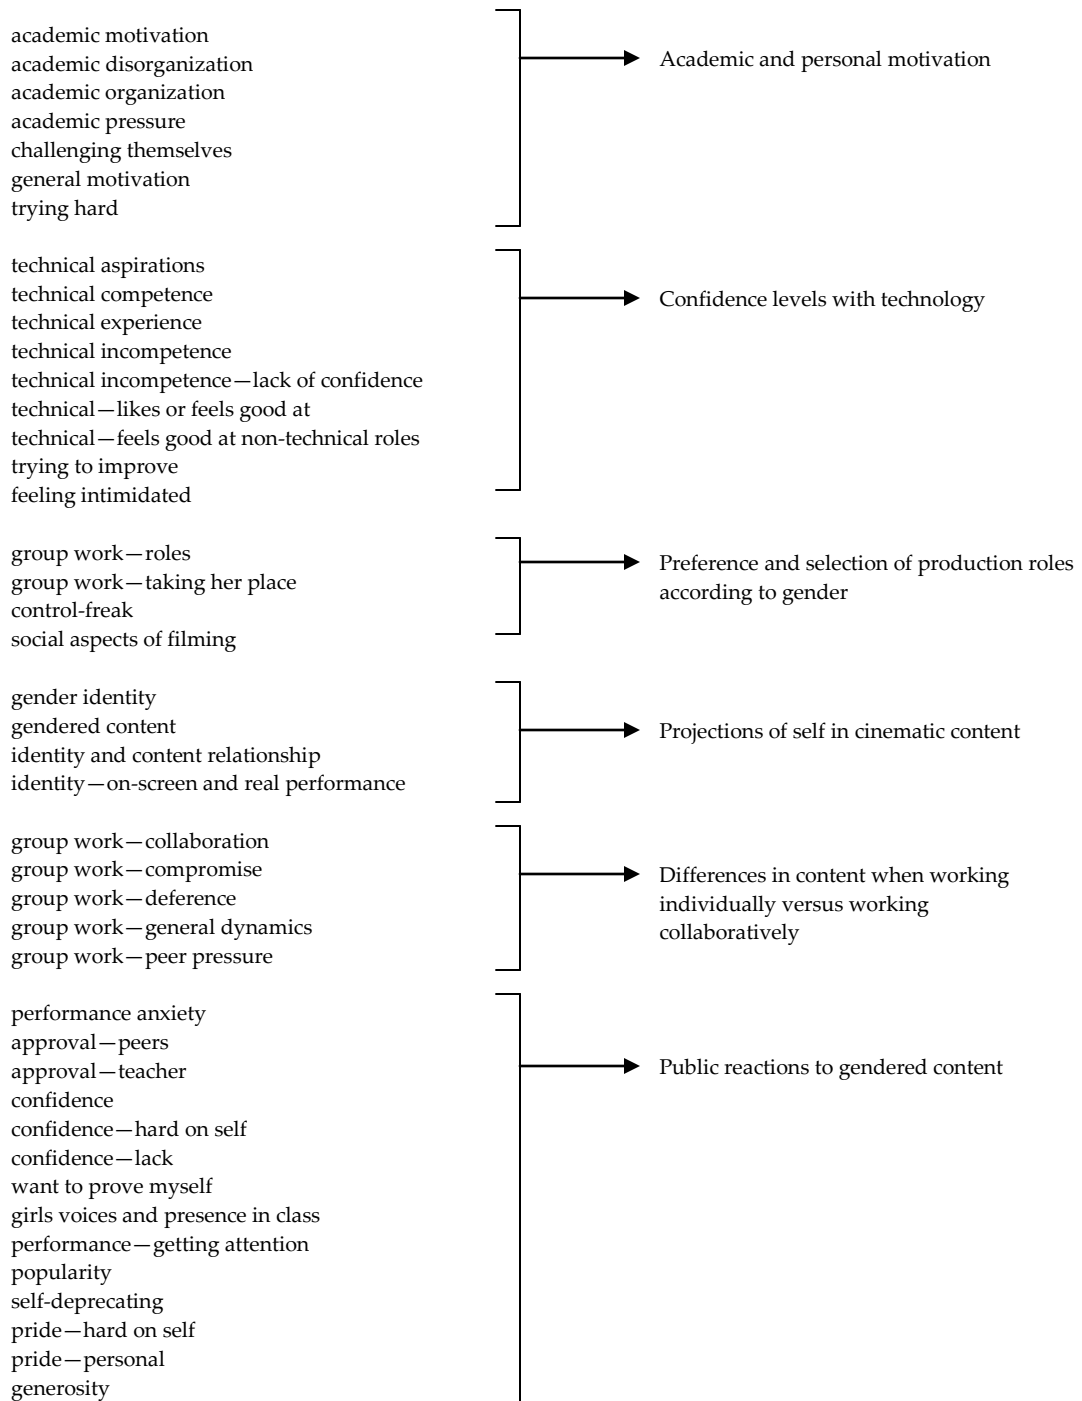 academic motivation
academic disorganization
academic organization
academic pressure
challenging themselves
general motivation
trying hard
Academic and personal motivation
technical aspirations
technical competence
technical experience
technical incompetence
technical incompetence—lack of confidence
technical—likes or feels good at
technical—feels good at non-technical roles
trying to improve
feeling intimidated
Confidence levels with technology
group work—roles
group work—taking her place
control-freak
social aspects of filming
Preference and selection of production roles
according to gender
gender identity
gendered content
identity and content relationship
identity—on-screen and real performance
Projections of self in cinematic content
group work—collaboration
group work—compromise
group work—deference
group work—general dynamics
group work—peer pressure
Differences in content when working
individually versus working
collaboratively
performance anxiety
approval—peers
approval—teacher
confidence
confidence—hard on self
confidence—lack
want to prove myself
girls voices and presence in class
performance—getting attention
popularity
self-deprecating
pride—hard on self
pride—personal
generosity
Public reactions to gendered content